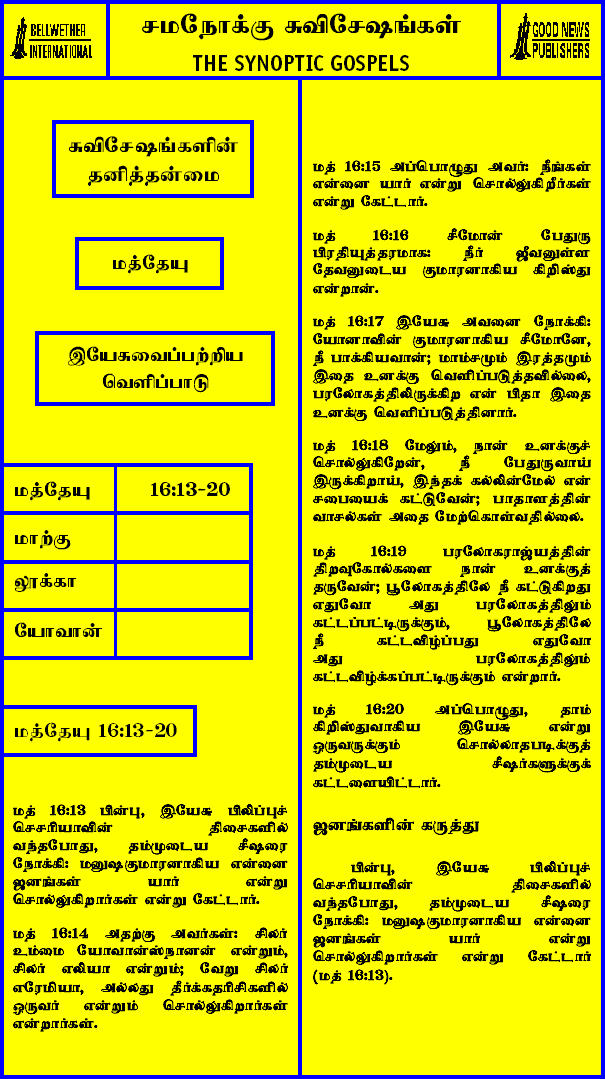 BELLWETHER
INTERNATIONAL
சமநோக்கு சுவிசேஷங்கள்
THE SYNOPTIC GOSPELS
GOOD NEWS
PUBLISHERS
சுவிசேஷங்களின்
தனித்தன்மை
மத்தேயு
இயேசுவைப்பற்றிய
வெளிப்பாடு
மத்தேயு 16:13-20
மாற்கு
லூக்கா
யோவான்
மத்தேயு 16:13-20
மத் 16:13 பின்பு, இயேசு பிலிப்புச்
செசரியாவின் திசைகளில்
வந்தபோது, தம்முடைய சீஷரை
நோக்கி: மனுஷகுமாரனாகிய என்னை
ஜனங்கள் யார் என்று
சொல்லுகிறார்கள் என்று கேட்டார்.
மத் 16:14 அதற்கு அவர்கள்: சிலர்
உம்மை யோவான்ஸ்நானன் என்றும்,
சிலர் எலியா என்றும்; வேறு சிலர்
எரேமியா, அல்லது தீர்க்கதரிசிகளில்
ஒருவர் என்றும் சொல்லுகிறார்கள்
என்றார்கள்.
மத் 16:15 அப்பொழுது அவர்: நீங்கள்
என்னை யார் என்று சொல்லுகிறீர்கள்
என்று கேட்டார்.
மத் 16:16 சீமோன் பேதுரு
பிரதியுத்தரமாக: நீர் ஜீவனுள்ள
தேவனுடைய குமாரனாகிய கிறிஸ்து
என்றான்.
மத் 16:17 இயேசு அவனை நோக்கி:
யோனாவின் குமாரனாகிய சீமோனே,
நீ பாக்கியவான்; மாம்சமும் இரத்தமும்
இதை உனக்கு வெளிப்படுத்தவில்லை,
பரலோகத்திலிருக்கிற என் பிதா இதை
உனக்கு வெளிப்படுத்தினார்.
மத் 16:18 மேலும், நான் உனக்குச்
சொல்லுகிறேன், நீ பேதுருவாய்
இருக்கிறாய், இந்தக் கல்லின்மேல் என்
சபையைக் கட்டுவேன்; பாதாளத்தின்
வாசல்கள் அதை மேற்கொள்வதில்லை.
மத் 16:19 பரலோகராஜ்யத்தின்
திறவுகோல்களை நான் உனக்குத்
தருவேன்; பூலோகத்திலே நீ கட்டுகிறது
எதுவோ அது பரலோகத்திலும்
கட்டப்பட்டிருக்கும், பூலோகத்திலே
நீ கட்டவிழ்ப்பது எதுவோ
அது பரலோகத்திலும்
கட்டவிழ்க்கப்பட்டிருக்கும் என்றார்.
மத் 16:20 அப்பொழுது, தாம்
கிறிஸ்துவாகிய இயேசு என்று
ஒருவருக்கும் சொல்லாதபடிக்குத்
தம்முடைய சீஷர்களுக்குக்
கட்டளையிட்டார்.
ஜனங்களின் கருத்து
பின்பு, இயேசு பிலிப்புச்
செசரியாவின் திசைகளில்
வந்தபோது, தம்முடைய சீஷரை
நோக்கி: மனுஷகுமாரனாகிய என்னை
ஜனங்கள் யார் என்று
சொல்லுகிறார்கள் என்று கேட்டார்
(மத் 16:13).